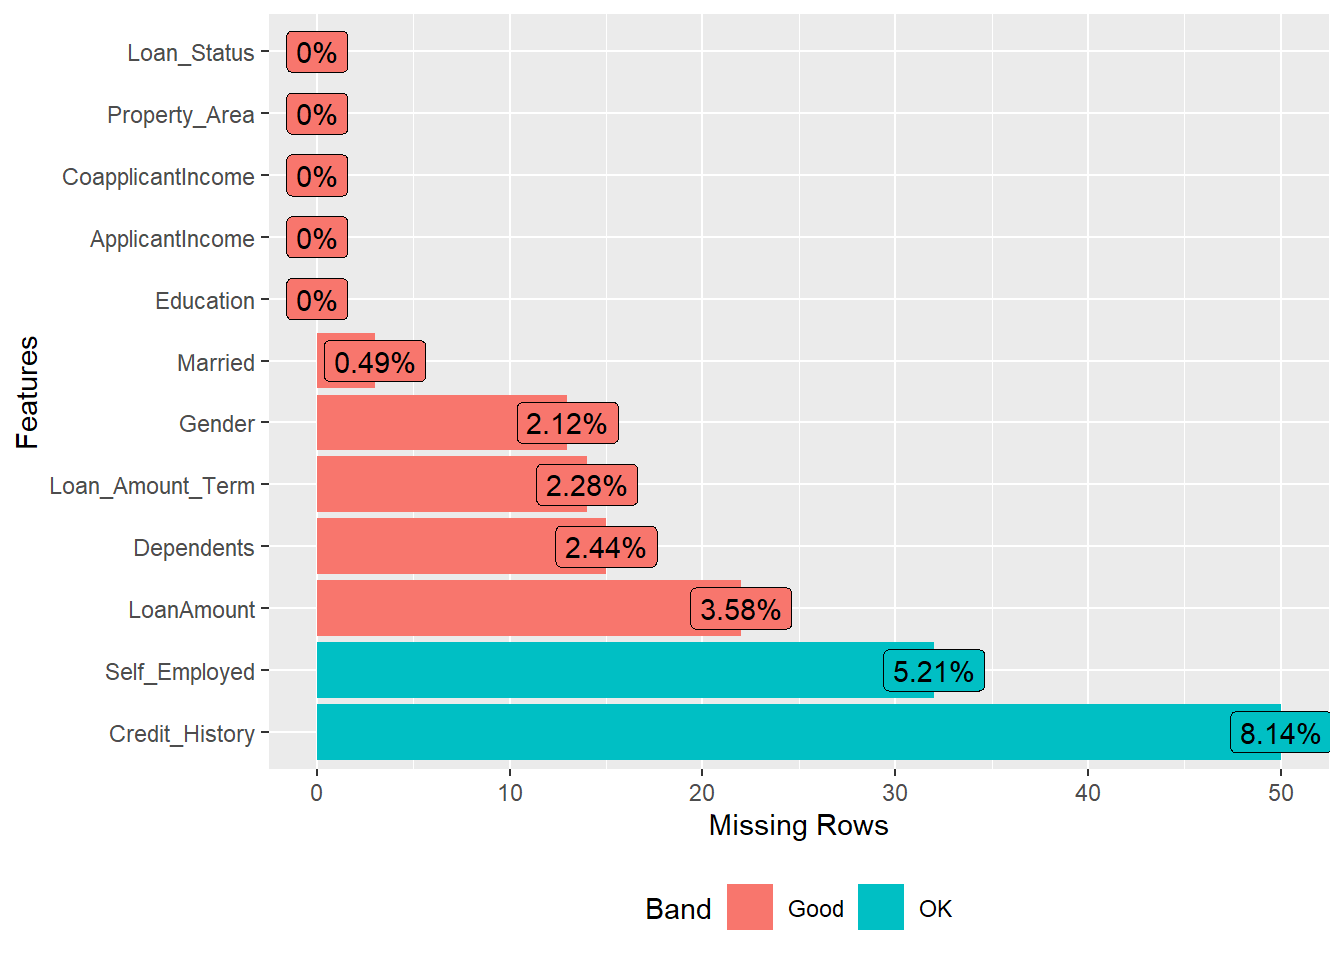 Loan_Status 0%
Property_Area 0%
CoapplicantIncome 0%
ApplicantIncome 0%
Education 0%
Married 0.49%
Gender 2.12%
Loan_Amount_Term 2.28%
Dependents 2.44%
LoanAmount 3.58%
Self_Employed 5.21%
Credit_History 8.14%
Features
0 10 20 30 40 50
Missing Rows
Band Good OK